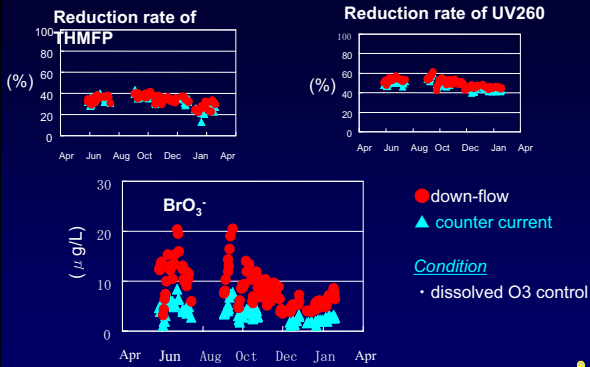 Reduction rate of
THMFP
100
80
60
40
20
0
(%)
Apr Jun Aug Oct Dec Jan Apr
Reduction rate of UV260
100
80
60
40
20
0
(%)
Apr Jun Aug Oct Dec Jan Apr
BrO₃⁻
30
20
10
0
(μg/L)
Apr Jun Aug Oct Dec Jan Apr
down-flow
counter current
Condition
・dissolved O3 control